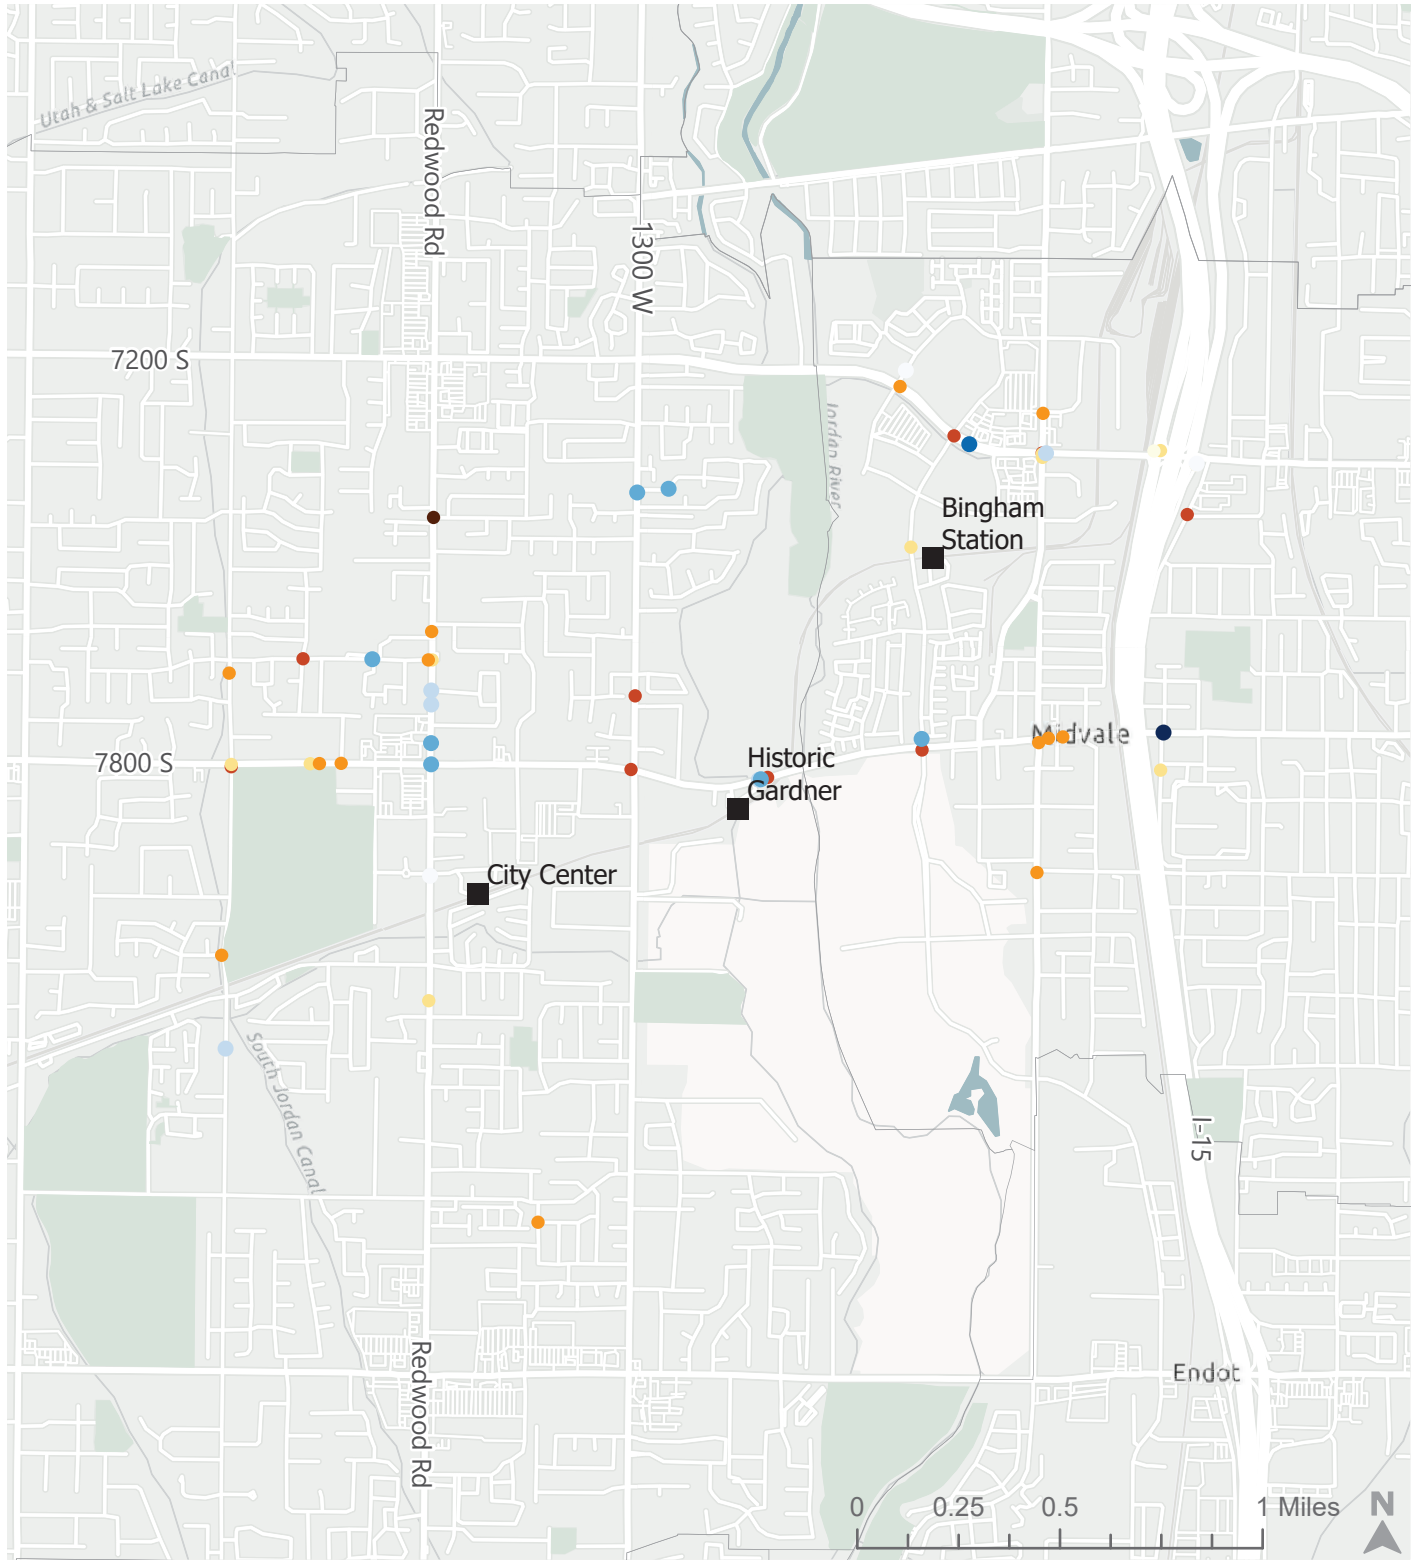 Utah & Salt Lake Canal
Redwood Rd
1300 W
7200 S
Jordan River
Bingham
Station
Midvale
7800 S
Historic
Gardner
City Center
South Jordan Canal
I-15
Redwood Rd
Endot
0 0.25 0.5 1 Miles
N